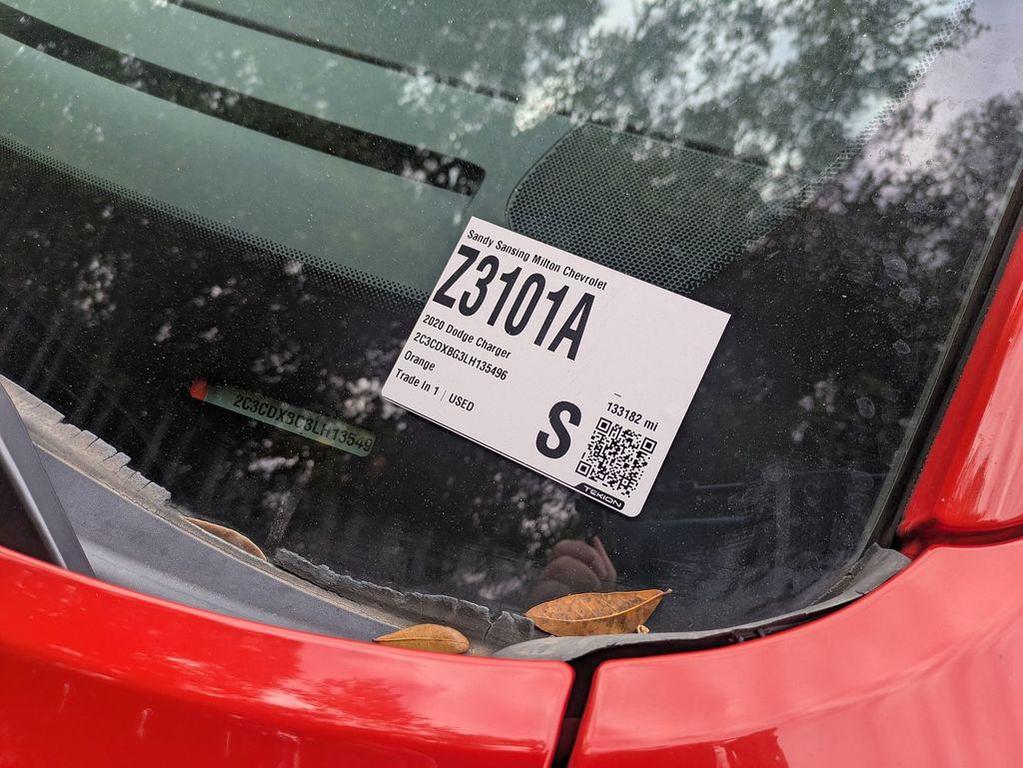 Sandy Sansing Milton Chevrolet
Z3101A
2020 Dodge Charger
2C3CDXBG3LH135496
Orange
Trade In 1 | USED
133182 mi
S
TEKION
2C3CDXBG3LH13549